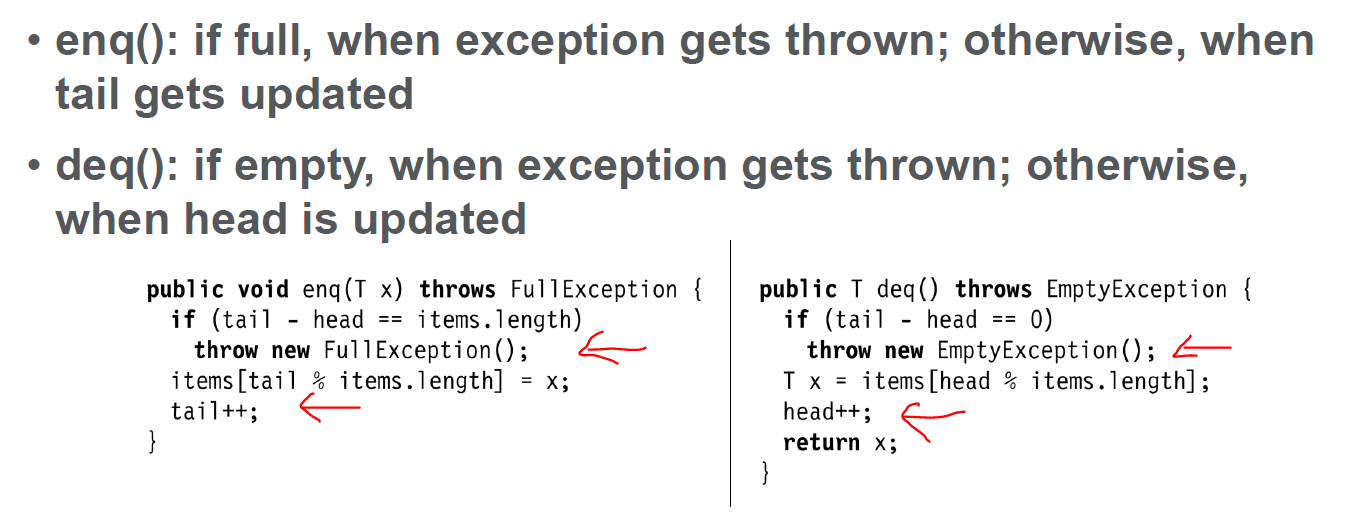 • enq(): if full, when exception gets thrown; otherwise, when
tail gets updated
• deq(): if empty, when exception gets thrown; otherwise,
when head is updated
public void enq(T x) throws FullException {
if (tail - head == items.length)
throw new FullException();
items[tail % items.length] = x;
tail++;
}
public T deq() throws EmptyException {
if (tail - head == 0)
throw new EmptyException();
T x = items[head % items.length];
head++;
return x;
}